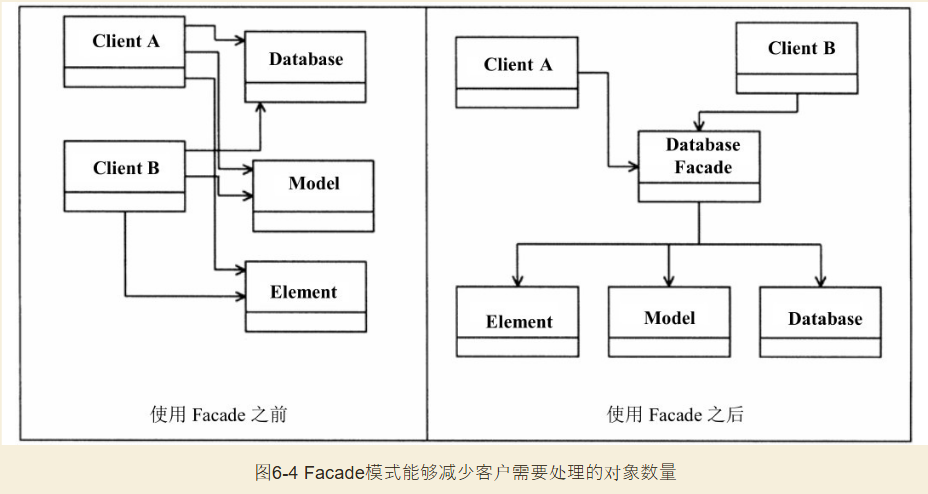 Client A
Database
Client B
Model
Element
使用 Facade 之前
Client A
Client B
Database
Facade
Element
Model
Database
使用 Facade 之后
图6-4 Facade模式能够减少客户需要处理的对象数量